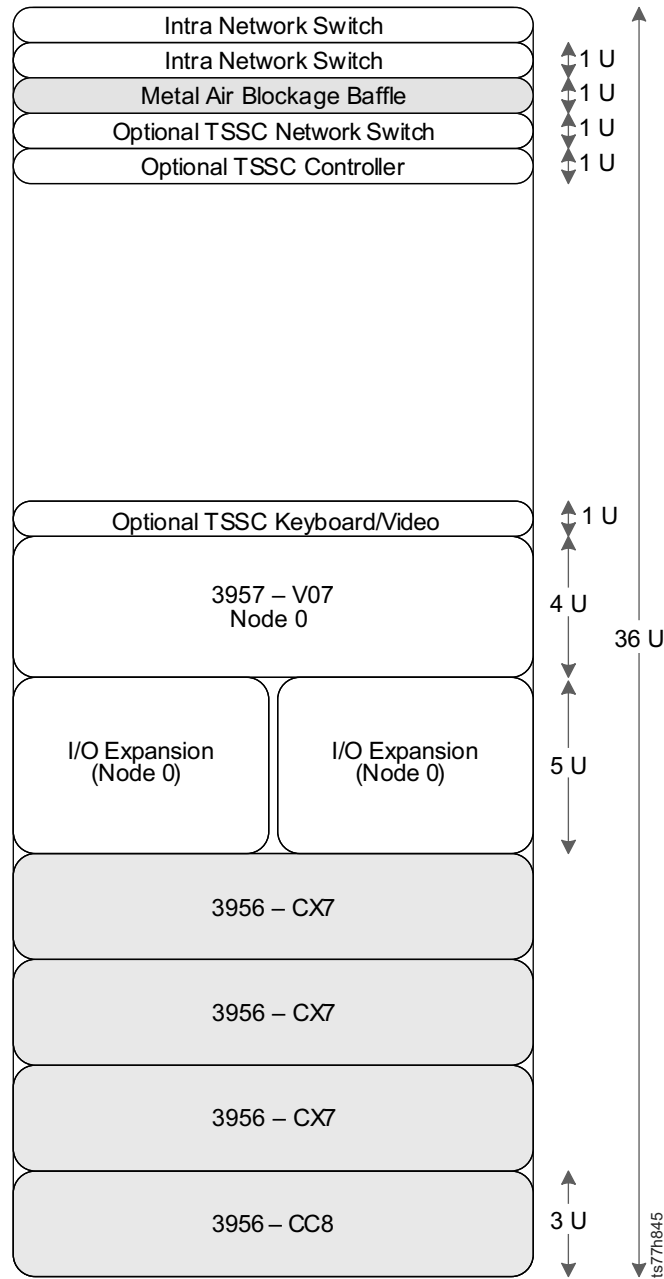 Intra Network Switch
Intra Network Switch
1 U
Metal Air Blockage Baffle
1 U
Optional TSSC Network Switch
1 U
Optional TSSC Controller
1 U
Optional TSSC Keyboard/Video
1 U
3957 – V07
Node 0
4 U
36 U
I/O Expansion
(Node 0)
I/O Expansion
(Node 0)
5 U
3956 – CX7
3956 – CX7
3956 – CX7
3956 – CC8
3 U
ts77h845